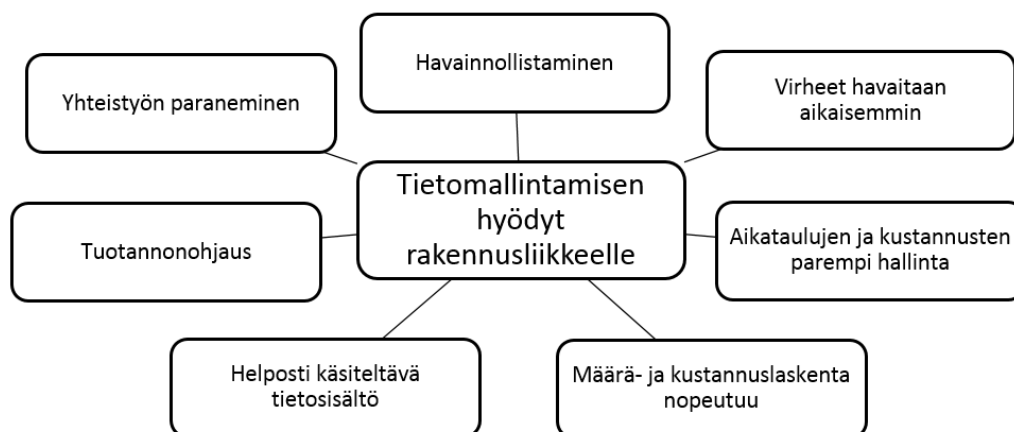 Havainnollistaminen
Yhteistyön paraneminen
Virheet havaitaan
aikaisemmin
Tietomallintamisen
hyödyt
rakennusliikkeelle
Tuotannonohjaus
Aikataulujen ja kustannusten
parempi hallinta
Helposti käsiteltävä
tietosisältö
Määrä- ja kustannuslaskenta
nopeutuu